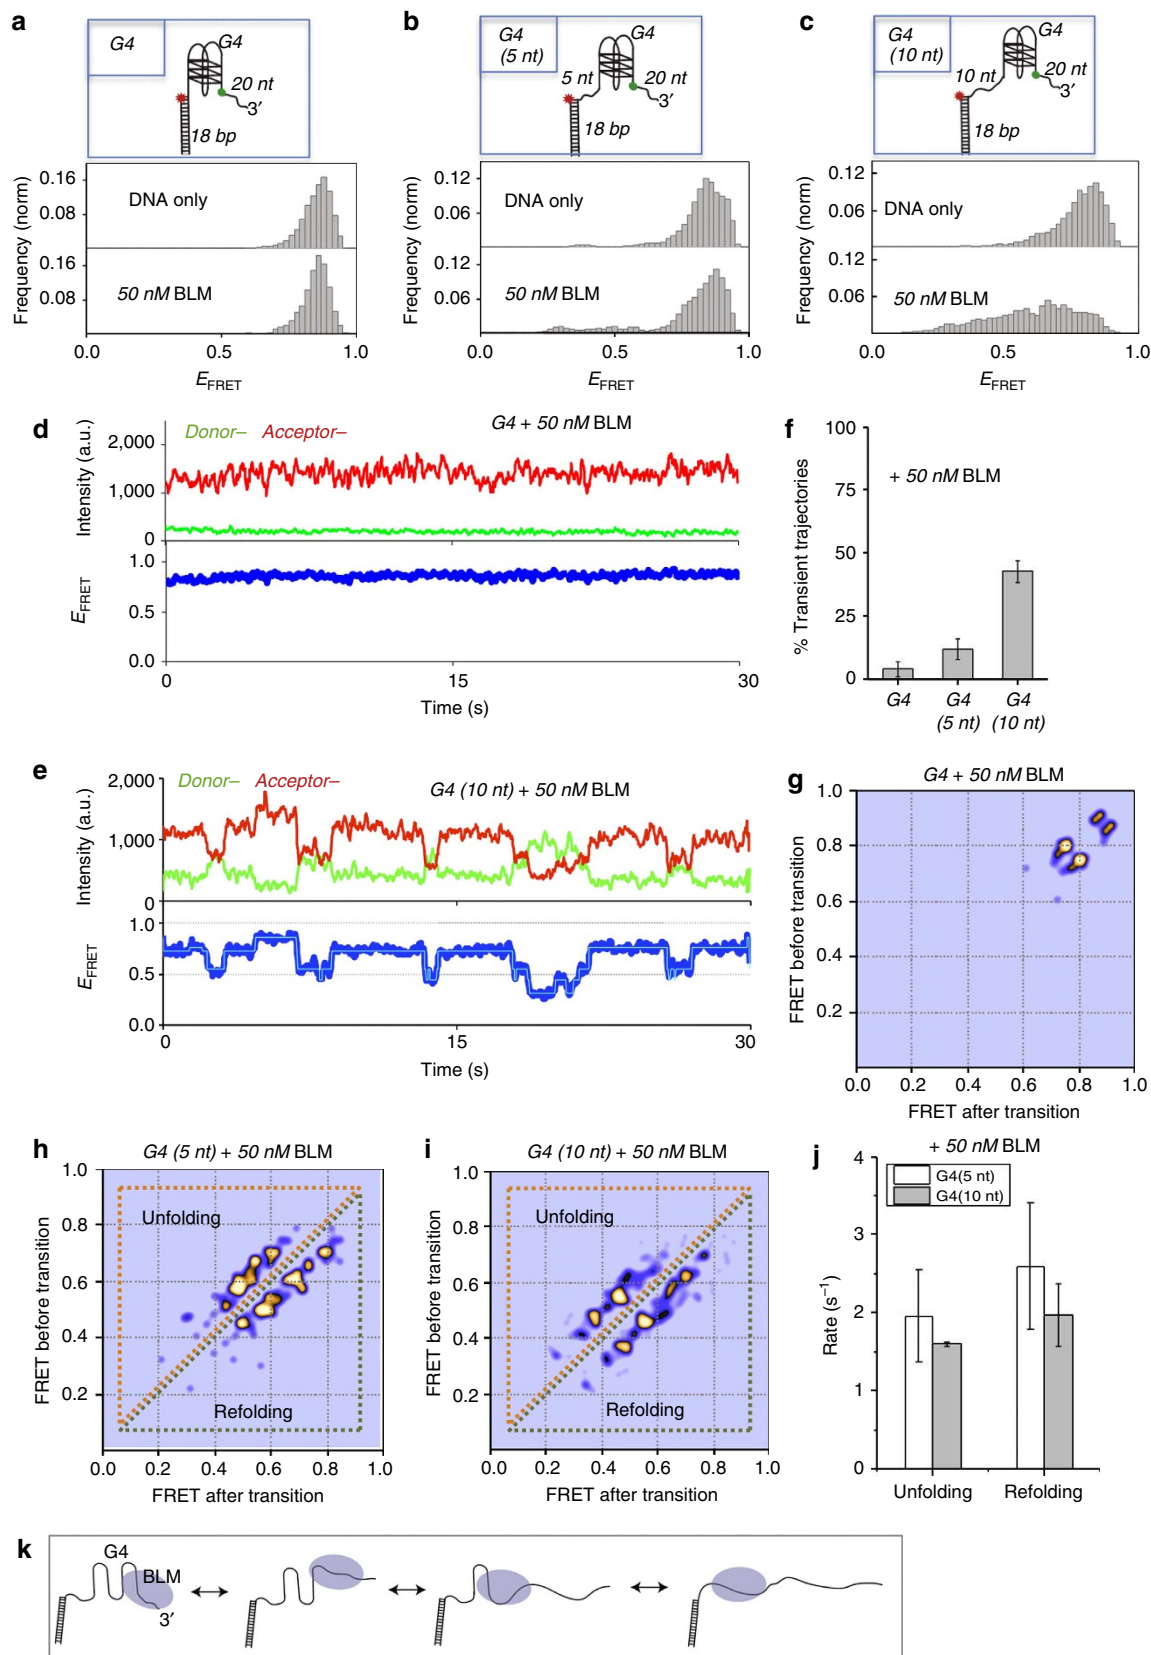 a
G4
G4
20 nt
3′
18 bp
Frequency (norm)
0.16
0.08
DNA only
0.16
0.08
50 nM BLM
0.0 0.5 1.0
E_FRET
b
G4
(5 nt)
G4
5 nt
20 nt
3′
18 bp
Frequency (norm)
0.12
0.06
DNA only
0.12
0.06
50 nM BLM
0.0 0.5 1.0
E_FRET
c
G4
(10 nt)
G4
10 nt
20 nt
3′
18 bp
Frequency (norm)
0.12
0.06
DNA only
0.12
0.06
50 nM BLM
0.0 0.5 1.0
E_FRET
d
Donor– Acceptor–
G4 + 50 nM BLM
Intensity (a.u.)
2,000
1,000
0
E_FRET
1.0
0.5
0.0
0 15 30
Time (s)
f
% Transient trajectories
100
75
50
25
0
+ 50 nM BLM
G4
G4
(5 nt)
G4
(10 nt)
e
Donor– Acceptor–
G4 (10 nt) + 50 nM BLM
Intensity (a.u.)
2,000
1,000
0
E_FRET
1.0
0.5
0.0
0 15 30
Time (s)
g
G4 + 50 nM BLM
FRET before transition
1.0
0.8
0.6
0.4
0.2
0.0 0.2 0.4 0.6 0.8 1.0
FRET after transition
h
G4 (5 nt) + 50 nM BLM
FRET before transition
1.0
0.8
0.6
0.4
0.2
Unfolding
Refolding
0.0 0.2 0.4 0.6 0.8 1.0
FRET after transition
i
G4 (10 nt) + 50 nM BLM
FRET before transition
1.0
0.8
0.6
0.4
0.2
Unfolding
Refolding
0.0 0.2 0.4 0.6 0.8 1.0
FRET after transition
j
+ 50 nM BLM
G4(5 nt)
G4(10 nt)
Rate (s⁻¹)
4
3
2
1
0
Unfolding Refolding
k
G4
BLM
3′